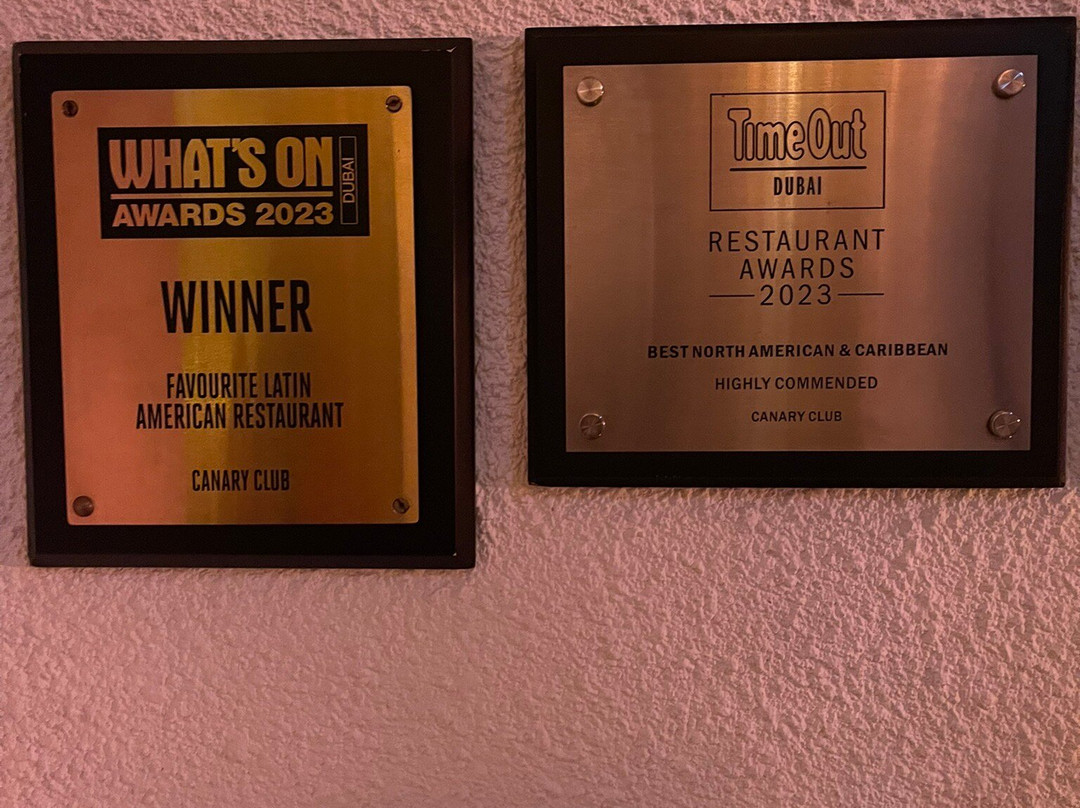 WHAT'S ON
DUBAI
AWARDS 2023
WINNER
FAVOURITE LATIN
AMERICAN RESTAURANT
CANARY CLUB
Time Out
DUBAI
RESTAURANT
AWARDS
2023
BEST NORTH AMERICAN & CARIBBEAN
HIGHLY COMMENDED
CANARY CLUB